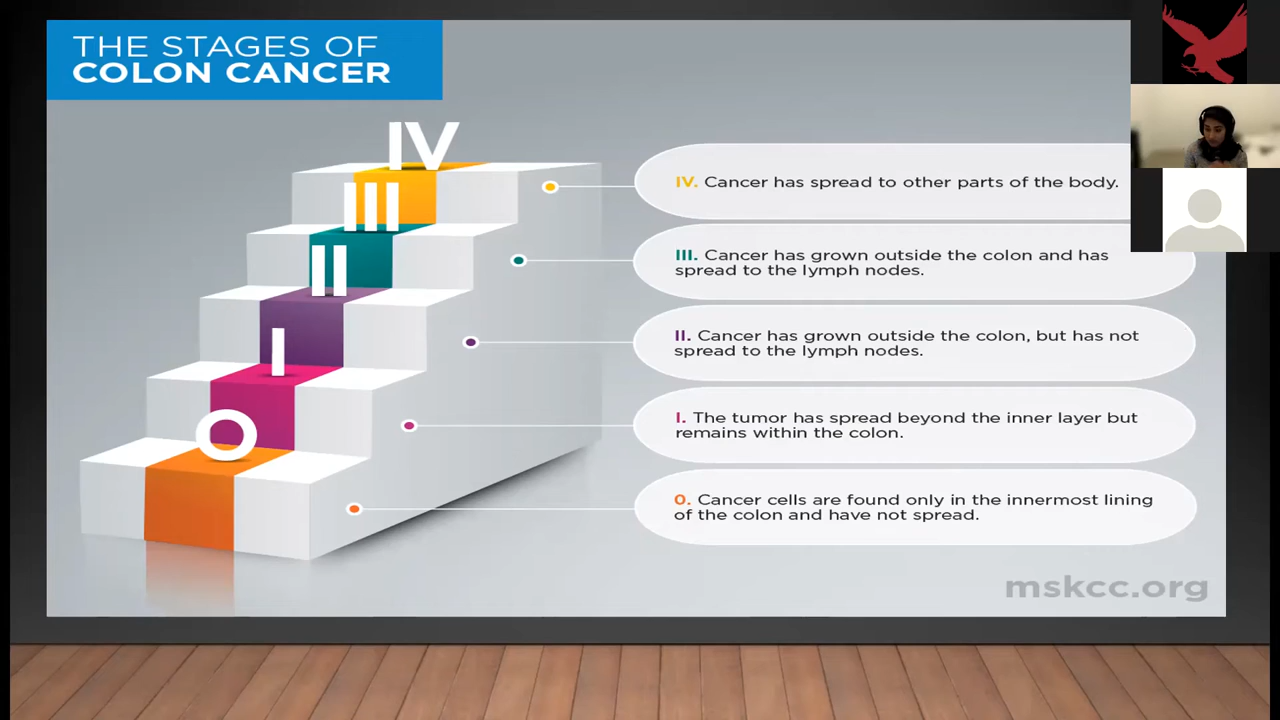 THE STAGES OF
COLON CANCER
IV
III
II
I
O
IV. Cancer has spread to other parts of the body.
III. Cancer has grown outside the colon and has
spread to the lymph nodes.
II. Cancer has grown outside the colon, but has not
spread to the lymph nodes.
I. The tumor has spread beyond the inner layer but
remains within the colon.
0. Cancer cells are found only in the innermost lining
of the colon and have not spread.
mskcc.org